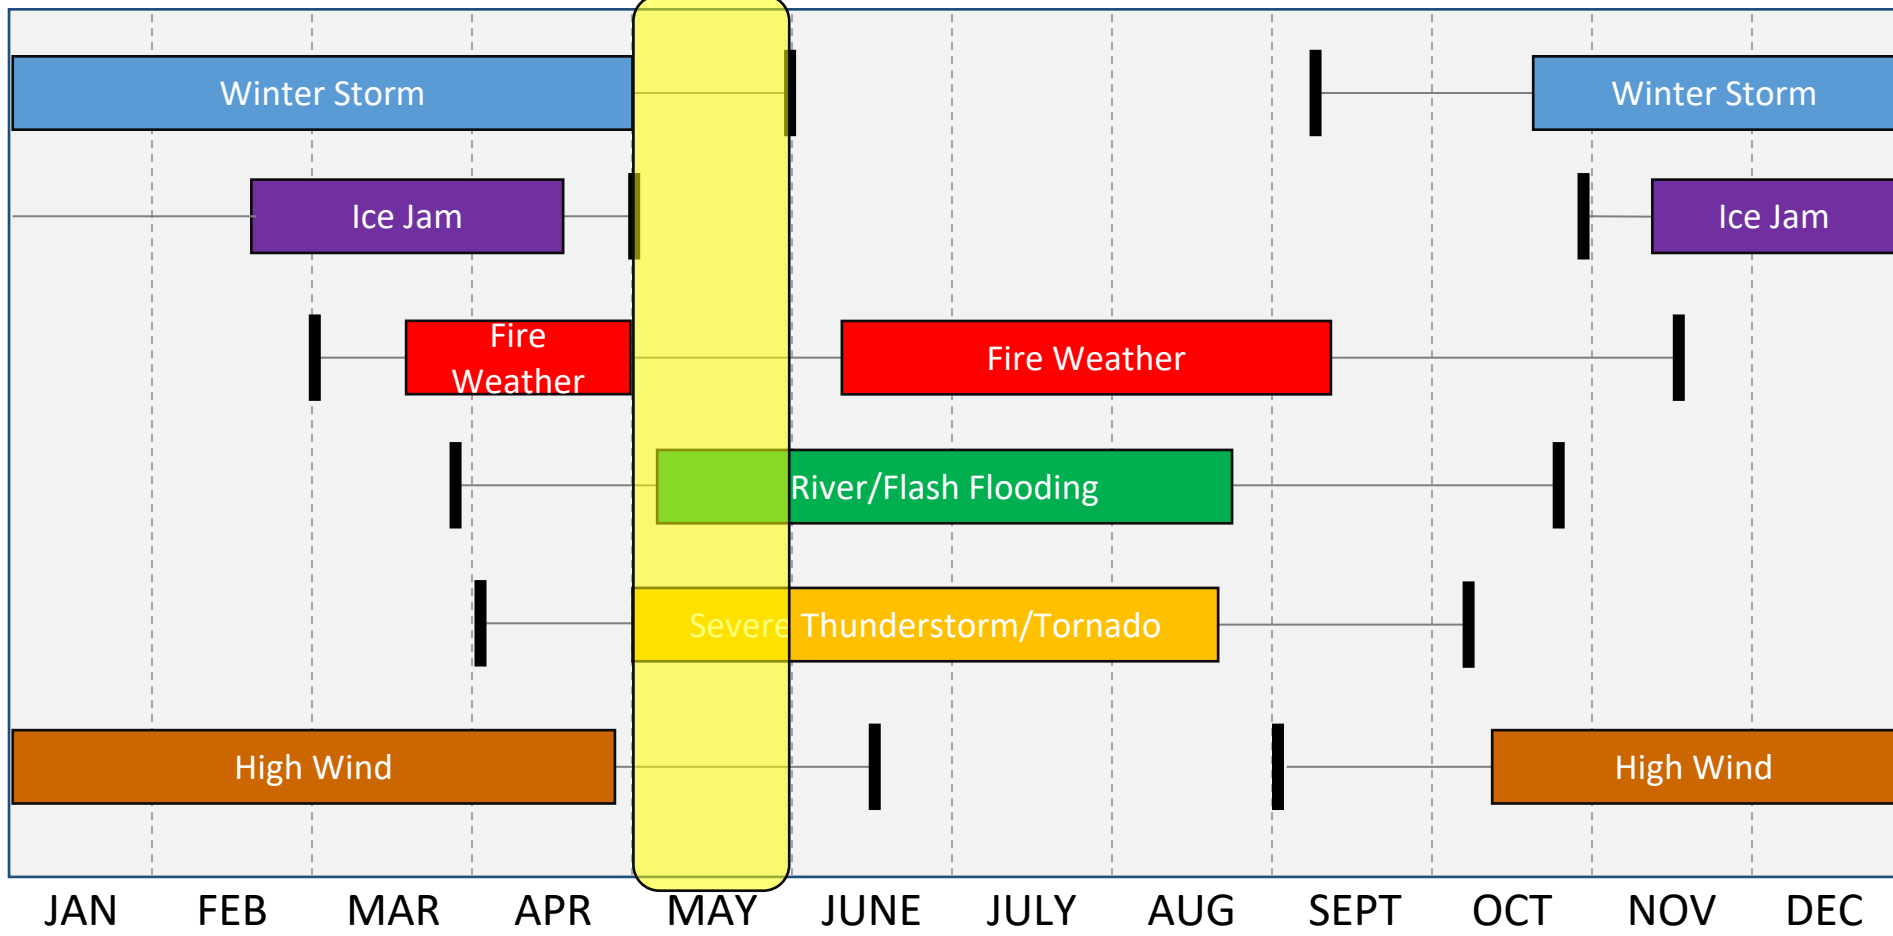 Winter Storm
Winter Storm
Ice Jam
Ice Jam
Fire
Weather
Fire Weather
River/Flash Flooding
Severe Thunderstorm/Tornado
High Wind
High Wind
JAN FEB MAR APR MAY JUNE JULY AUG SEPT OCT NOV DEC